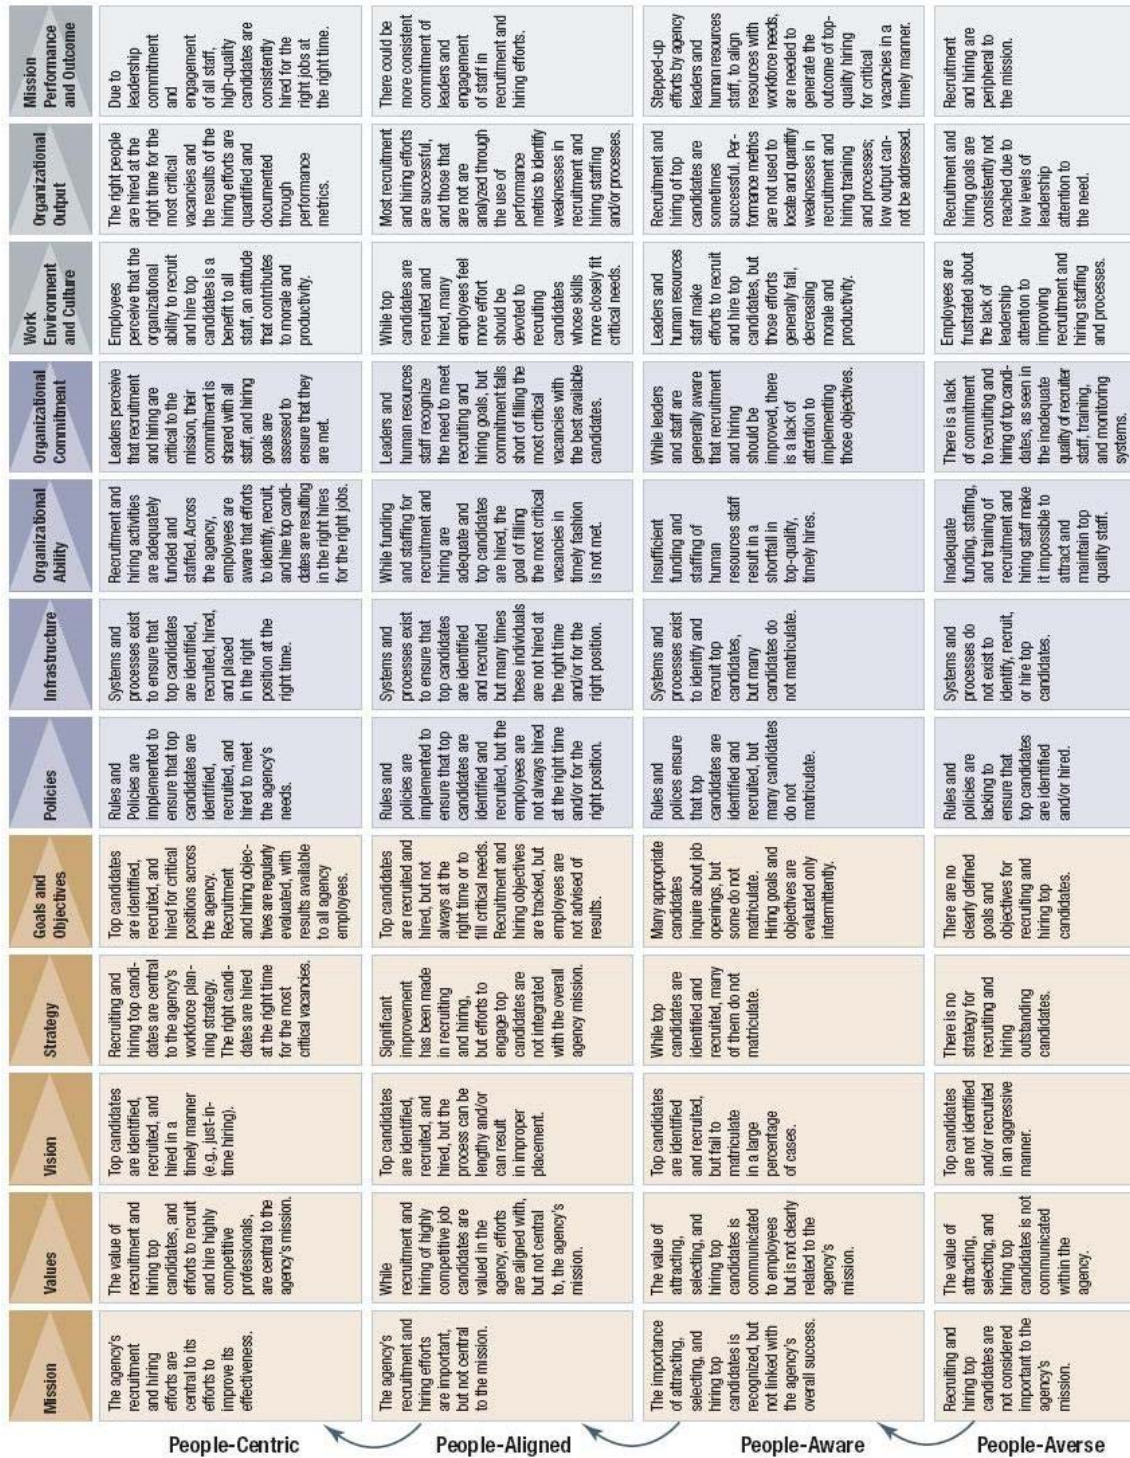 Mission
Values
Vision
Strategy
Goals and
Objectives
Policies
Infrastructure
Organizational
Ability
Organizational
Commitment
Work
Environment
and Culture
Organizational
Output
Mission
Performance
and Outcome
People-Centric
The agency's
recruitment
and hiring
efforts are
central to its
efforts to
improve its
effectiveness.
The value of
recruitment and
hiring top
candidates, and
efforts to recruit
and hire highly
competitive
professionals,
are central to the
agency's mission.
Top candidates
are identified,
recruited, and
hired in a
timely manner
(e.g., just-in-
time hiring).
Recruiting and
hiring top candi-
dates are central
to the agency's
workforce plan-
ning strategy.
The right candi-
dates are hired
at the right time
for the most
critical vacancies.
Top candidates
are identified,
recruited, and
hired for critical
positions across
the agency.
Recruitment
and hiring objec-
tives are regularly
evaluated, with
results available
to all agency
employees.
Rules and
Policies are
implemented to
ensure that top
candidates are
identified,
recruited, and
hired to meet
the agency's
needs.
Systems and
processes exist
to ensure that
top candidates
are identified,
recruited, hired,
and placed
in the right
position at the
right time.
Recruitment and
hiring activities
are adequately
funded and
staffed. Across
the agency,
employees are
aware that efforts
to identify, recruit,
and hire top candi-
dates are resulting
in the right hires
for the right jobs.
Leaders perceive
that recruitment
and hiring are
critical to the
mission, their
commitment is
shared with all
staff, and hiring
goals are
assessed to
ensure that they
are met.
Employees
perceive that the
organizational
ability to recruit
and hire top
candidates is a
benefit to all
staff, an attitude
that contributes
to morale and
productivity.
The right people
are hired at the
right time for the
most critical
vacancies and
the results of the
hiring efforts are
quantified and
documented
through
performance
metrics.
Due to
leadership
commitment
and
engagement
of all staff,
high-quality
candidates are
consistently
hired for the
right jobs at
the right time.
People-Aligned
The agency's
recruitment and
hiring efforts
are important,
but not central
to the mission.
While
recruitment and
hiring of highly
competitive job
candidates are
valued in the
agency, efforts
are aligned with,
but not central
to, the agency's
mission.
Top candidates
are identified,
recruited, and
hired, but the
process can be
lengthy and/or
can result
in improper
placement.
Significant
improvement
has been made
in recruiting
and hiring,
but efforts to
engage top
candidates are
not integrated
with the overall
agency mission.
Top candidates
are recruited and
hired, but not
always at the
right time or to
fill critical needs.
Recruitment and
hiring objectives
are tracked, but
employees are
not advised of
results.
Rules and
policies are
implemented to
ensure that top
candidates are
identified and
recruited, but the
employees are
not always hired
at the right time
and/or for the
right position.
Systems and
processes exist
to ensure that
top candidates
are identified
and recruited
but many times
these individuals
are not hired at
the right time
and/or for the
right position.
While funding
and staffing for
recruitment and
hiring are
adequate and
top candidates
are hired, the
goal of filling
the most critical
vacancies in
timely fashion
is not met.
Leaders and
human resources
staff recognize
the need to meet
recruiting and
hiring goals, but
commitment falls
short of filling the
most critical
vacancies with
the best available
candidates.
While top
candidates are
recruited and
hired, many
employees feel
more effort
should be
devoted to
recruiting
candidates
whose skills
more closely fit
critical needs.
Most recruitment
and hiring efforts
are successful,
and those that
are not are
analyzed through
the use of
performance
metrics to identify
weaknesses in
recruitment and
hiring staffing
and/or processes.
There could be
more consistent
commitment of
leaders and
engagement
of staff in
recruitment and
hiring efforts.
People-Aware
The importance
of attracting,
selecting, and
hiring top
candidates is
recognized, but
not linked with
the agency's
overall success.
The value of
attracting,
selecting, and
hiring top
candidates is
communicated
to employees
but is not clearly
related to the
agency's
mission.
Top candidates
are identified
and recruited,
but fail to
matriculate
in a large
percentage
of cases.
While top
candidates are
identified and
recruited, many
of them do not
matriculate.
Many appropriate
candidates
inquire about job
openings, but
some do not
matriculate.
Hiring goals and
objectives are
evaluated only
intermittently.
Rules and
polices ensure
that top
candidates are
identified and
recruited, but
many candidates
do not
matriculate.
Systems and
processes exist
to identify and
recruit top
candidates,
but many
candidates do
not matriculate.
Insufficient
funding and
staffing of
human
resources staff
result in a
shortfall in
top-quality,
timely hires.
While leaders
and staff are
generally aware
that recruitment
and hiring
should be
improved, there
is a lack of
attention to
implementing
those objectives.
Leaders and
human resources
staff make
efforts to recruit
and hire top
candidates, but
those efforts
generally fail,
decreasing
morale and
productivity.
Recruitment and
hiring of top
candidates are
sometimes
successful. Per-
formance metrics
are not used to
locate and quantify
weaknesses in
recruitment and
hiring training
and processes;
low output can-
not be addressed.
Stepped-up
efforts by agency
leaders and
human resources
staff, to align
resources with
workforce needs,
are needed to
generate the
outcome of top-
quality hiring
for critical
vacancies in a
timely manner.
People-Averse
Recruiting and
hiring top
candidates are
not considered
important to the
agency's
mission.
The value of
attracting,
selecting, and
hiring top
candidates is not
communicated
within the
agency.
Top candidates
are not identified
and/or recruited
in an aggressive
manner.
There is no
strategy for
recruiting and
hiring
outstanding
candidates.
There are no
clearly defined
goals and
objectives for
recruiting and
hiring top
candidates.
Rules and
policies are
lacking to
ensure that
top candidates
are identified
and/or hired.
Systems and
processes do
not exist to
identify, recruit,
or hire top
candidates.
Inadequate
funding, staffing,
and training of
recruitment and
hiring staff make
it impossible to
attract and
maintain top
quality staff.
There is a lack
of commitment
to recruiting and
hiring of top candi-
dates, as seen in
the inadequate
quality of recruiter
staff, training,
and monitoring
systems.
Employees are
frustrated about
the lack of
leadership
attention to
improving
recruitment and
hiring staffing
and processes.
Recruitment and
hiring goals are
consistently not
reached due to
low levels of
leadership
attention to
the need.
Recruitment
and hiring are
peripheral to
the mission.